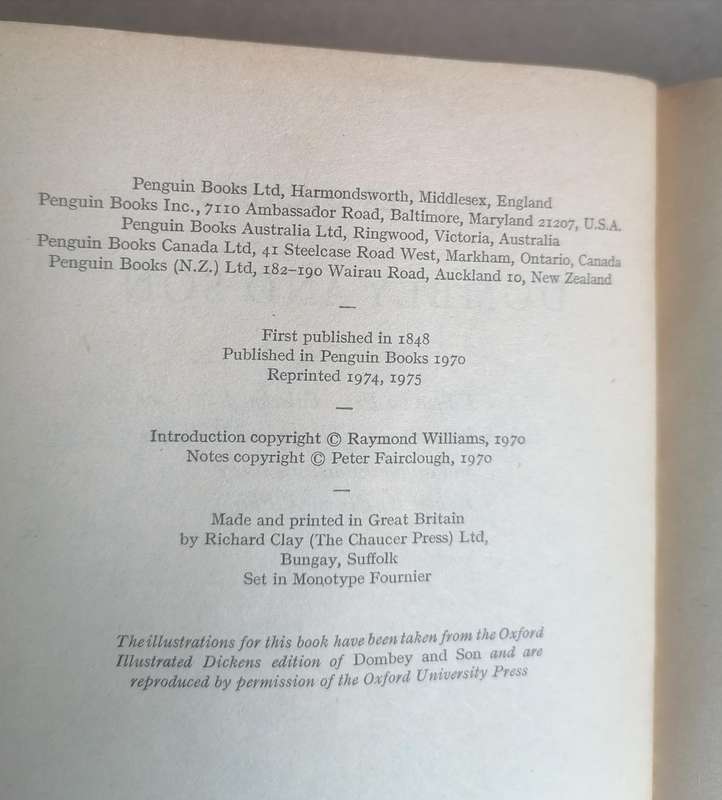 Penguin Books Ltd, Harmondsworth, Middlesex, England
Penguin Books Inc., 7110 Ambassador Road, Baltimore, Maryland 21207, U.S.A.
Penguin Books Australia Ltd, Ringwood, Victoria, Australia
Penguin Books Canada Ltd, 41 Steelcase Road West, Markham, Ontario, Canada
Penguin Books (N.Z.) Ltd, 182–190 Wairau Road, Auckland 10, New Zealand
—
First published in 1848
Published in Penguin Books 1970
Reprinted 1974, 1975
—
Introduction copyright © Raymond Williams, 1970
Notes copyright © Peter Fairclough, 1970
—
Made and printed in Great Britain
by Richard Clay (The Chaucer Press) Ltd,
Bungay, Suffolk
Set in Monotype Fournier
The illustrations for this book have been taken from the Oxford
Illustrated Dickens edition of Dombey and Son and are
reproduced by permission of the Oxford University Press